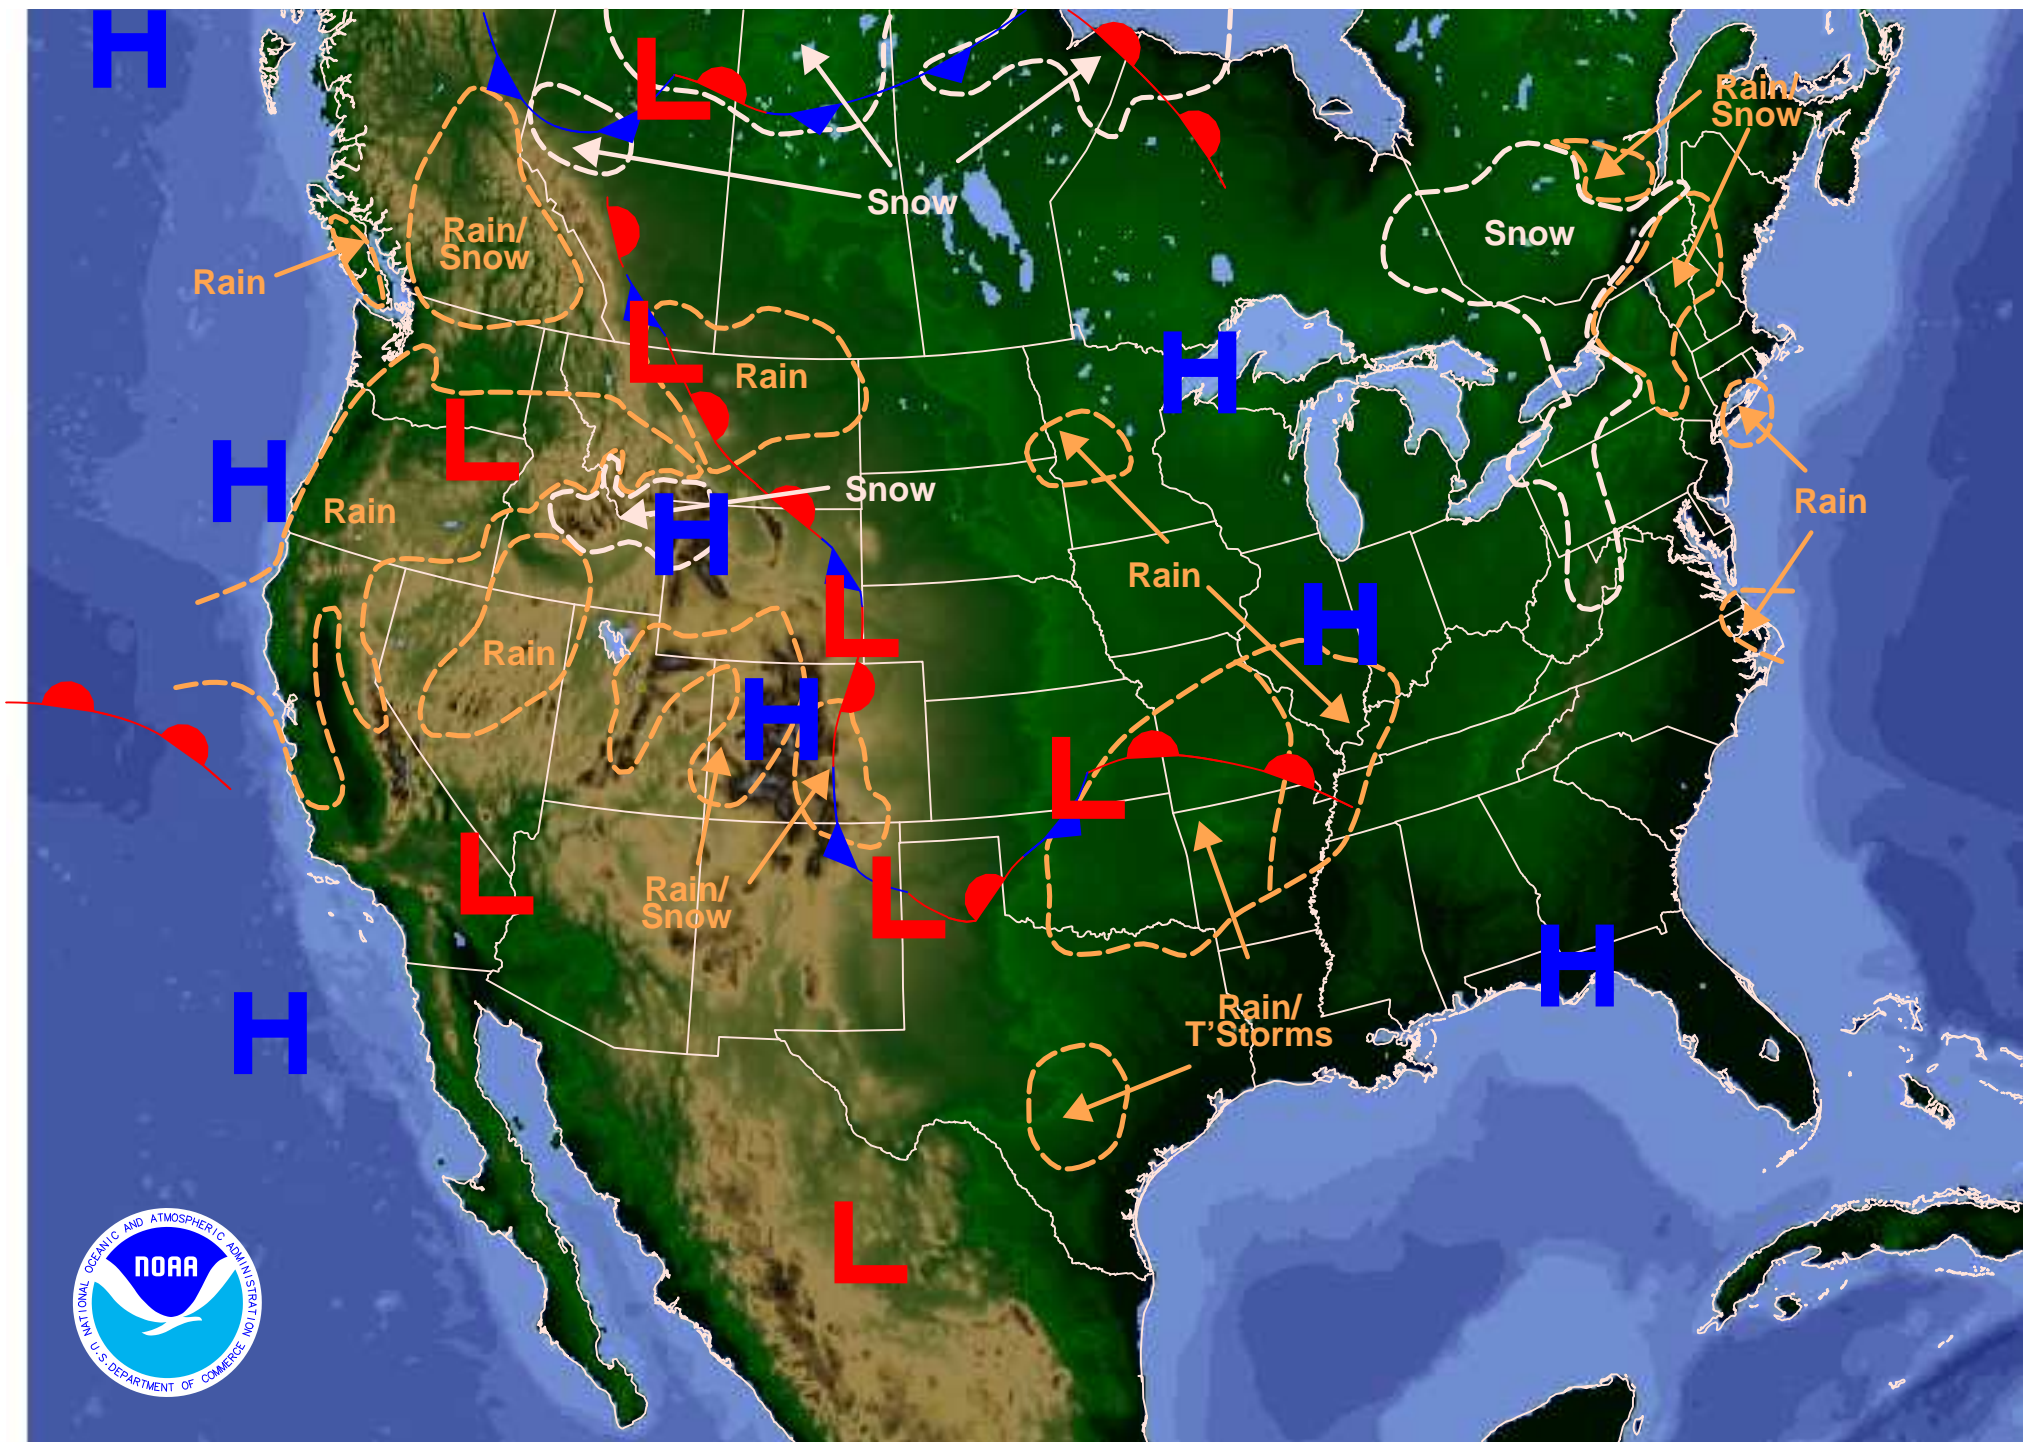 H
L
Rain/
Snow
Snow
Rain/
Snow
Snow
Rain
L
Rain
H
L
H
Rain
Snow
H
Rain
Rain
Rain
L
H
Rain
H
L
L
Rain/
Snow
L
H
Rain/
T'Storms
H
L
NATIONAL OCEANIC AND ATMOSPHERIC ADMINISTRATION
NOAA
U.S. DEPARTMENT OF COMMERCE